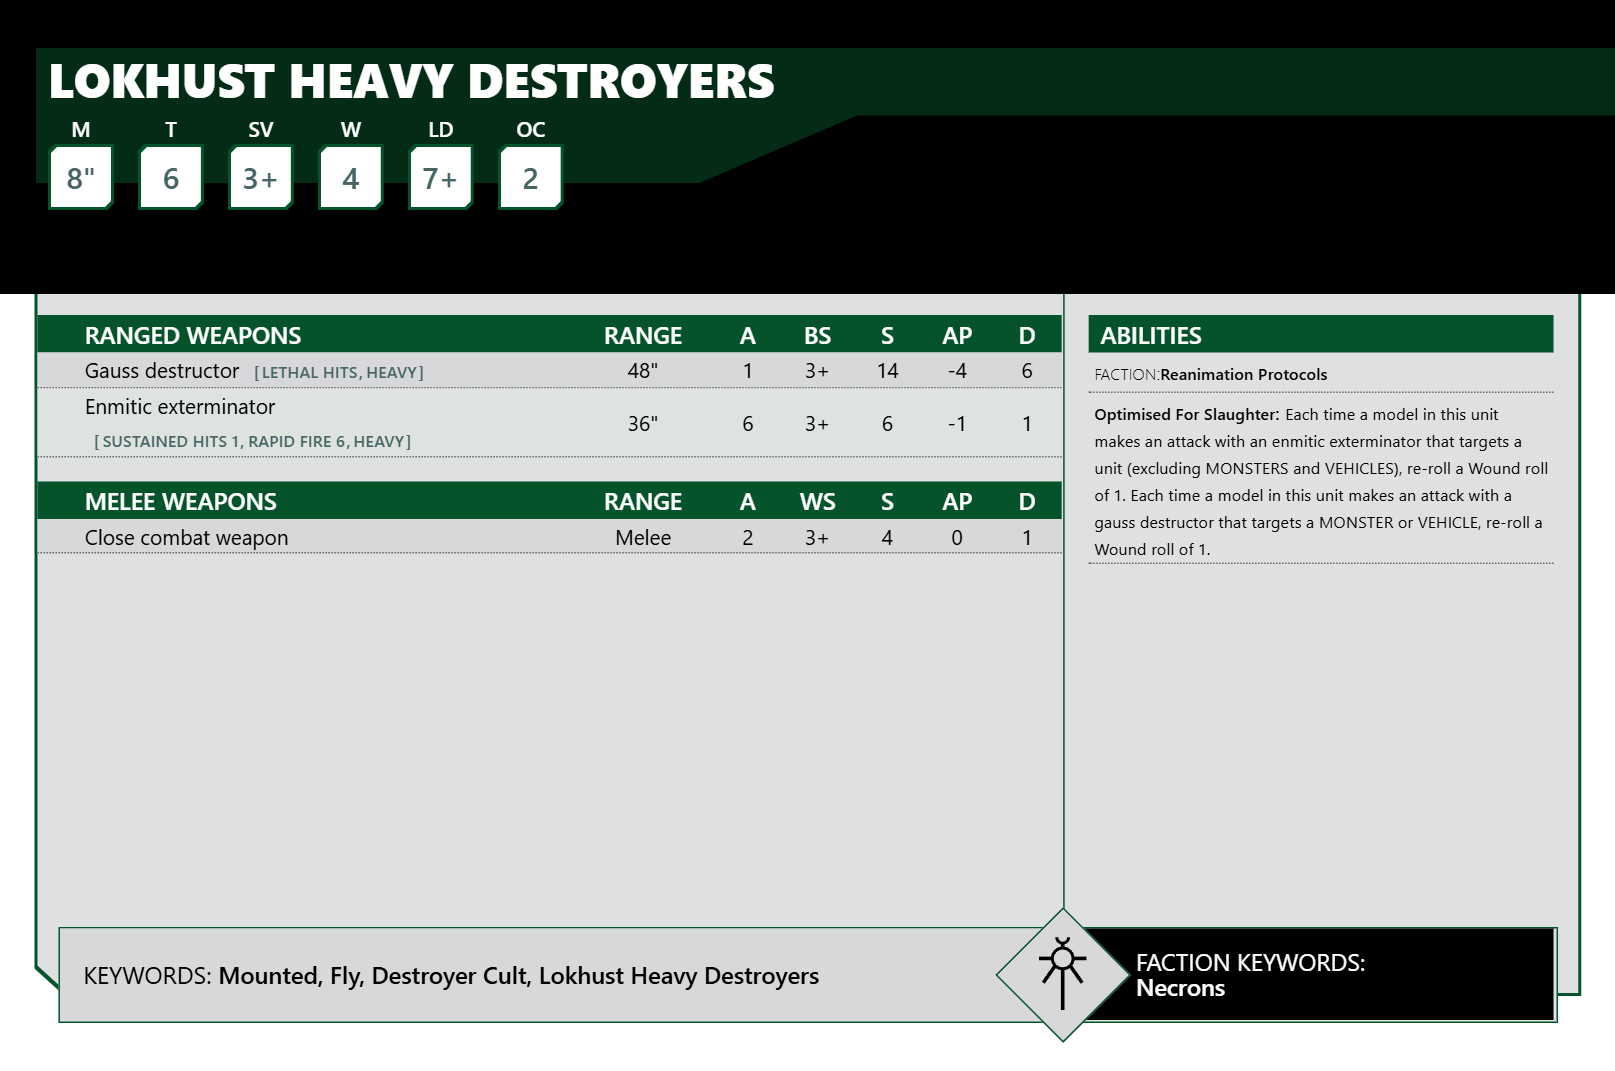 LOKHUST HEAVY DESTROYERS
M T SV W LD OC
8" 6 3+ 4 7+ 2
RANGED WEAPONS RANGE A BS S AP D
Gauss destructor [LETHAL HITS, HEAVY] 48" 1 3+ 14 -4 6
Enmitic exterminator
[SUSTAINED HITS 1, RAPID FIRE 6, HEAVY] 36" 6 3+ 6 -1 1
MELEE WEAPONS RANGE A WS S AP D
Close combat weapon Melee 2 3+ 4 0 1
ABILITIES
FACTION:Reanimation Protocols
Optimised For Slaughter: Each time a model in this unit
makes an attack with an enmitic exterminator that targets a
unit (excluding MONSTERS and VEHICLES), re-roll a Wound roll
of 1. Each time a model in this unit makes an attack with a
gauss destructor that targets a MONSTER or VEHICLE, re-roll a
Wound roll of 1.
KEYWORDS: Mounted, Fly, Destroyer Cult, Lokhust Heavy Destroyers
FACTION KEYWORDS:
Necrons